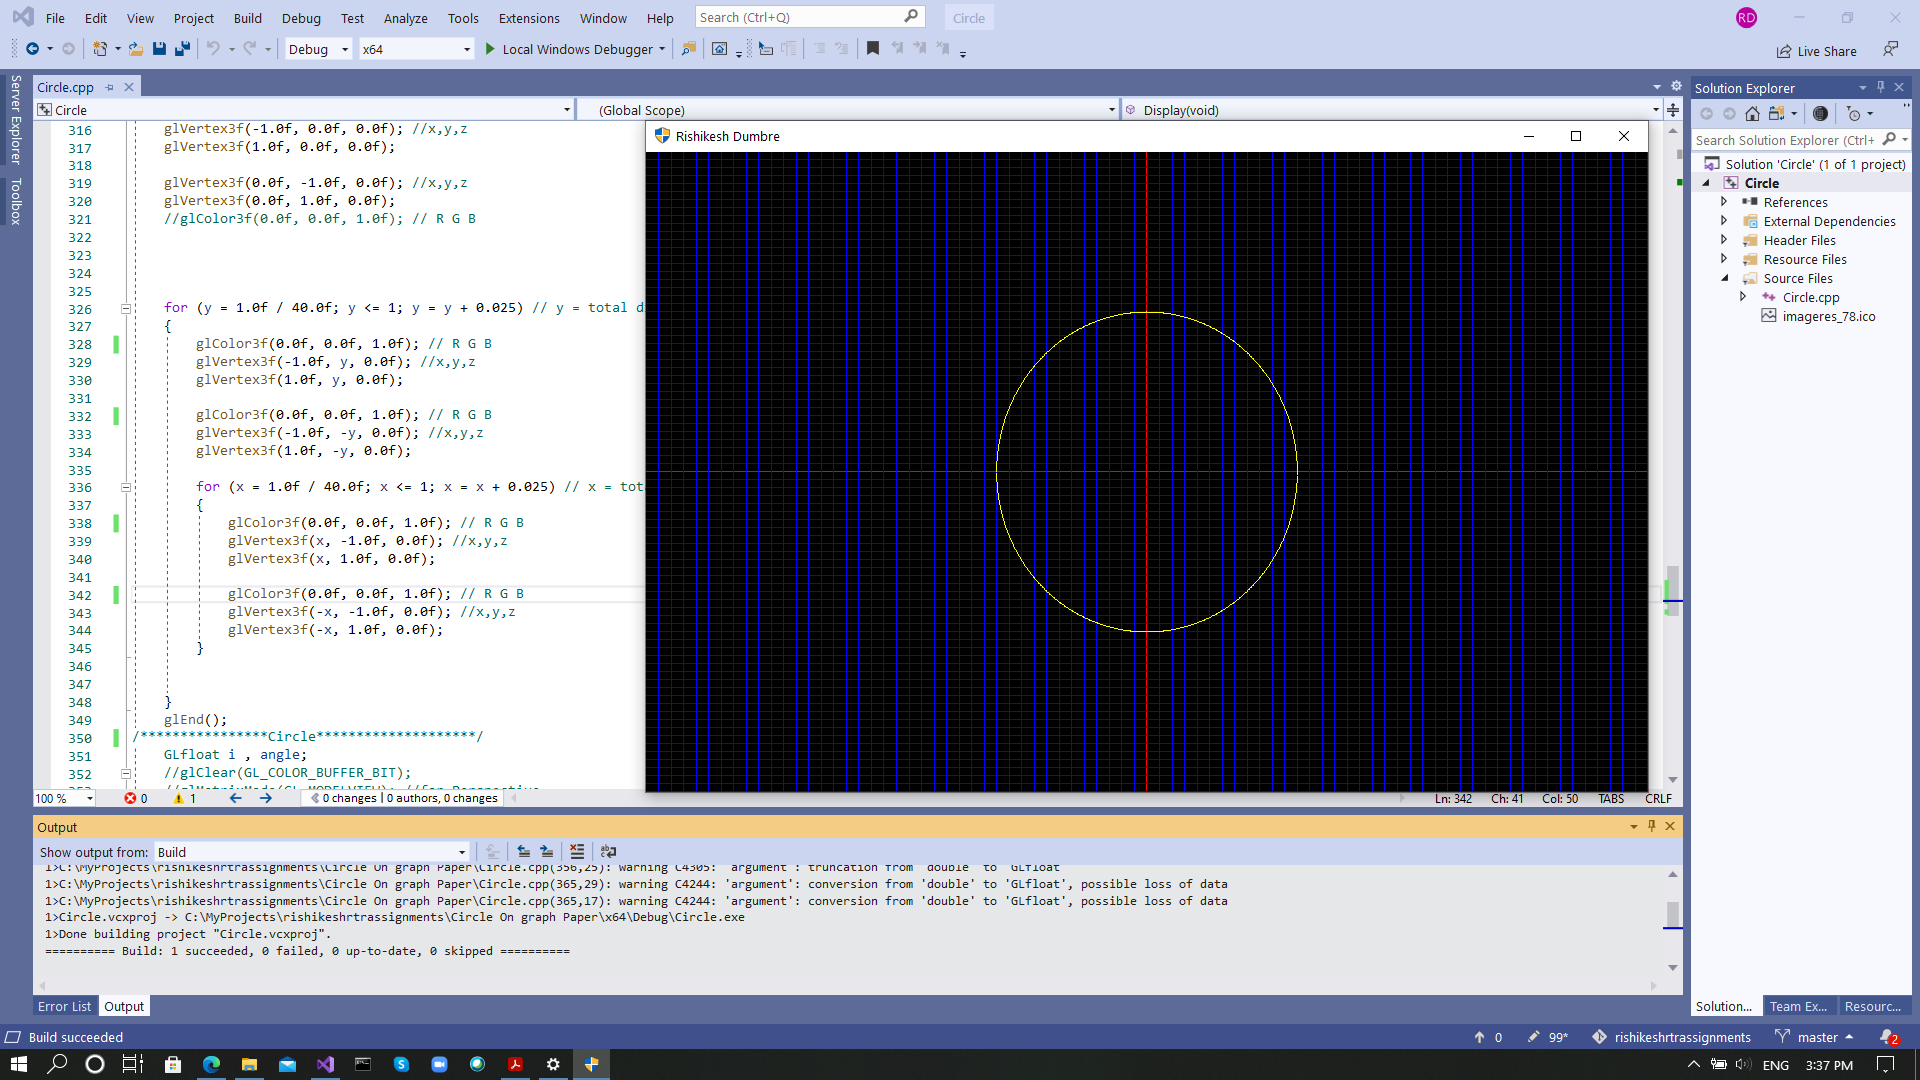 File Edit View Project Build Debug Test Analyze Tools Extensions Window Help Search (Ctrl+Q) Circle RD
Debug x64 Local Windows Debugger Live Share
Server Explorer
Toolbox
Circle.cpp
Circle (Global Scope) Display(void)
316 glVertex3f(-1.0f, 0.0f, 0.0f); //x,y,z
317 glVertex3f(1.0f, 0.0f, 0.0f);
318
319 glVertex3f(0.0f, -1.0f, 0.0f); //x,y,z
320 glVertex3f(0.0f, 1.0f, 0.0f);
321 //glColor3f(0.0f, 0.0f, 1.0f); // R G B
322
323
324
325
326 for (y = 1.0f / 40.0f; y <= 1; y = y + 0.025) // y = total d
327 {
328 glColor3f(0.0f, 0.0f, 1.0f); // R G B
329 glVertex3f(-1.0f, y, 0.0f); //x,y,z
330 glVertex3f(1.0f, y, 0.0f);
331
332 glColor3f(0.0f, 0.0f, 1.0f); // R G B
333 glVertex3f(-1.0f, -y, 0.0f); //x,y,z
334 glVertex3f(1.0f, -y, 0.0f);
335
336 for (x = 1.0f / 40.0f; x <= 1; x = x + 0.025) // x = tot
337 {
338 glColor3f(0.0f, 0.0f, 1.0f); // R G B
339 glVertex3f(x, -1.0f, 0.0f); //x,y,z
340 glVertex3f(x, 1.0f, 0.0f);
341
342 glColor3f(0.0f, 0.0f, 1.0f); // R G B
343 glVertex3f(-x, -1.0f, 0.0f); //x,y,z
344 glVertex3f(-x, 1.0f, 0.0f);
345 }
346
347
348 }
349 glEnd();
350 /****************Circle********************/
351 GLfloat i , angle;
352 //glClear(GL_COLOR_BUFFER_BIT);
Rishikesh Dumbre
100 % 0 1 0 changes | 0 authors, 0 changes Ln: 342 Ch: 41 Col: 50 TABS CRLF
Output
Show output from: Build
1>C:\MyProjects\rishikeshrtrassignments\Circle On graph Paper\Circle.cpp(356,25): warning C4305: 'argument': truncation from 'double' to 'GLfloat'
1>C:\MyProjects\rishikeshrtrassignments\Circle On graph Paper\Circle.cpp(365,29): warning C4244: 'argument': conversion from 'double' to 'GLfloat', possible loss of data
1>C:\MyProjects\rishikeshrtrassignments\Circle On graph Paper\Circle.cpp(365,17): warning C4244: 'argument': conversion from 'double' to 'GLfloat', possible loss of data
1>Circle.vcxproj -> C:\MyProjects\rishikeshrtrassignments\Circle On graph Paper\x64\Debug\Circle.exe
1>Done building project "Circle.vcxproj".
========== Build: 1 succeeded, 0 failed, 0 up-to-date, 0 skipped ==========
Error List Output
Solution Explorer
Search Solution Explorer (Ctrl+
Solution 'Circle' (1 of 1 project)
Circle
References
External Dependencies
Header Files
Resource Files
Source Files
Circle.cpp
imageres_78.ico
Solution... Team Ex... Resourc...
Build succeeded 0 99* rishikeshrtrassignments master 2
ENG 3:37 PM